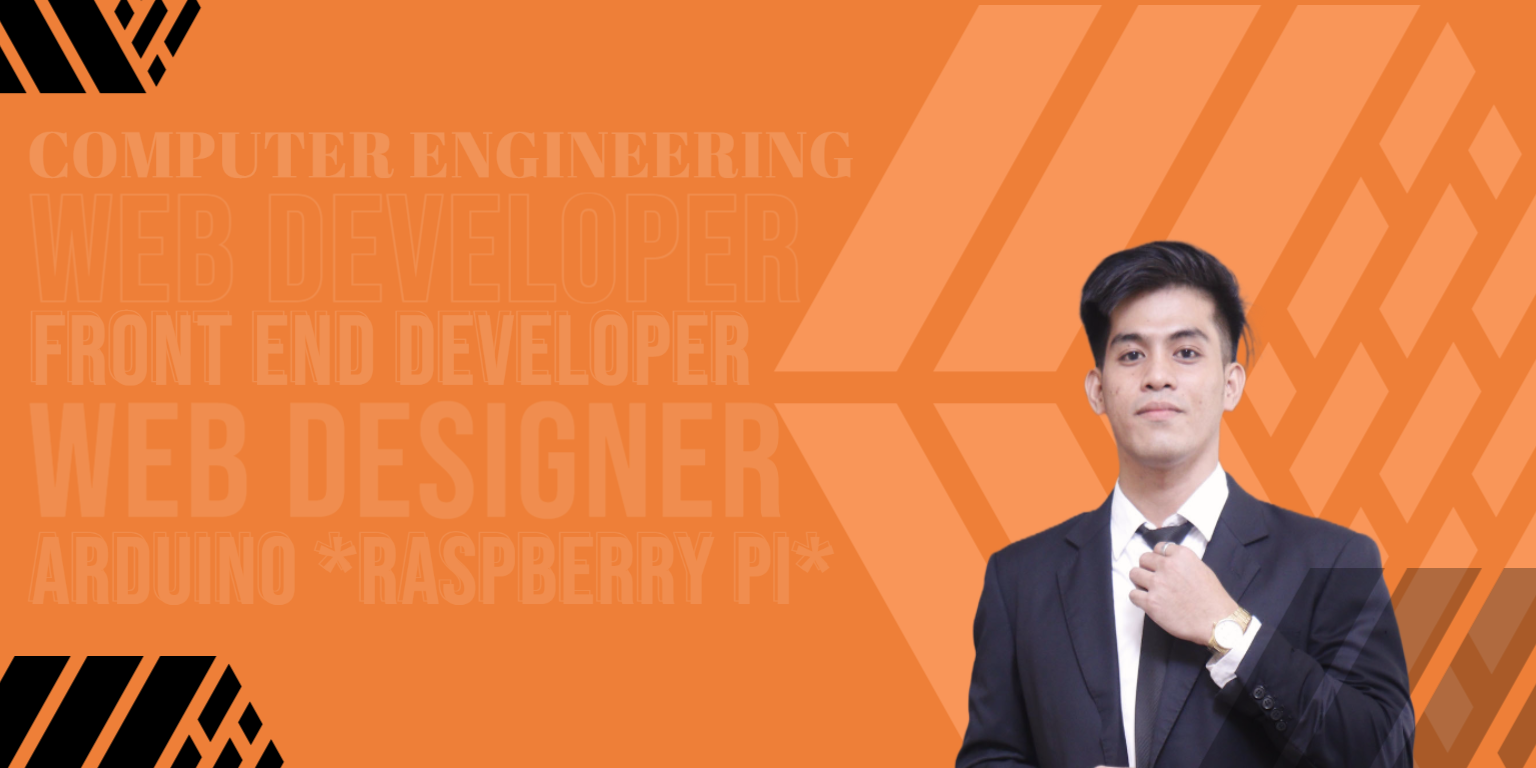 COMPUTER ENGINEERING
WEB DEVELOPER
FRONT END DEVELOPER
WEB DESIGNER
ARDUINO *RASPBERRY PI*